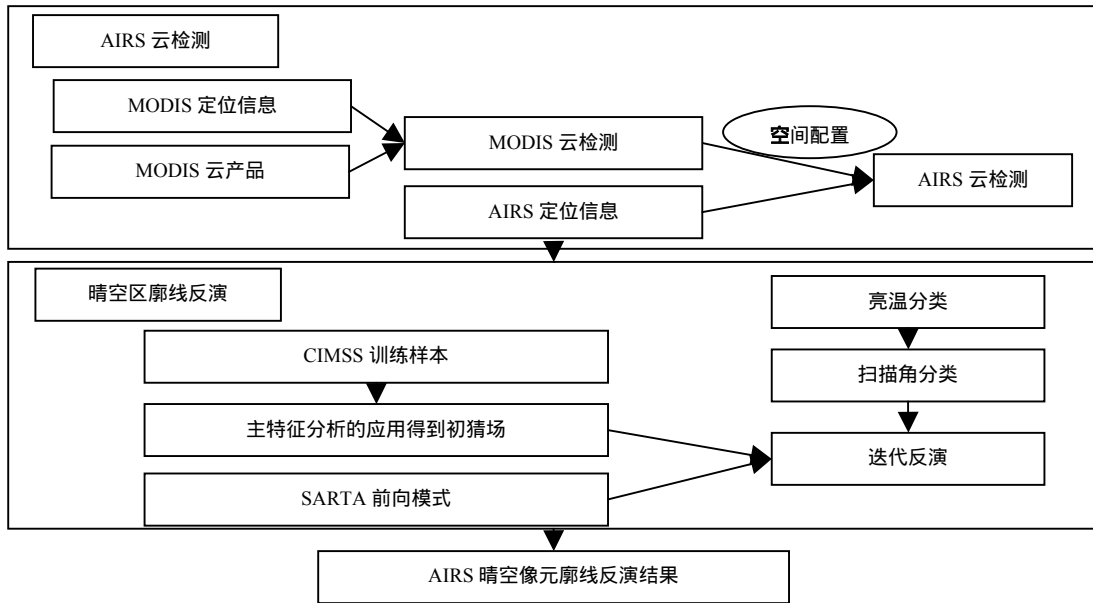 AIRS 云检测
MODIS 定位信息
MODIS 云产品
MODIS 云检测
空间配置
AIRS 定位信息
AIRS 云检测
晴空区廓线反演
CIMSS 训练样本
主特征分析的应用得到初猜场
SARTA 前向模式
亮温分类
扫描角分类
迭代反演
AIRS 晴空像元廓线反演结果